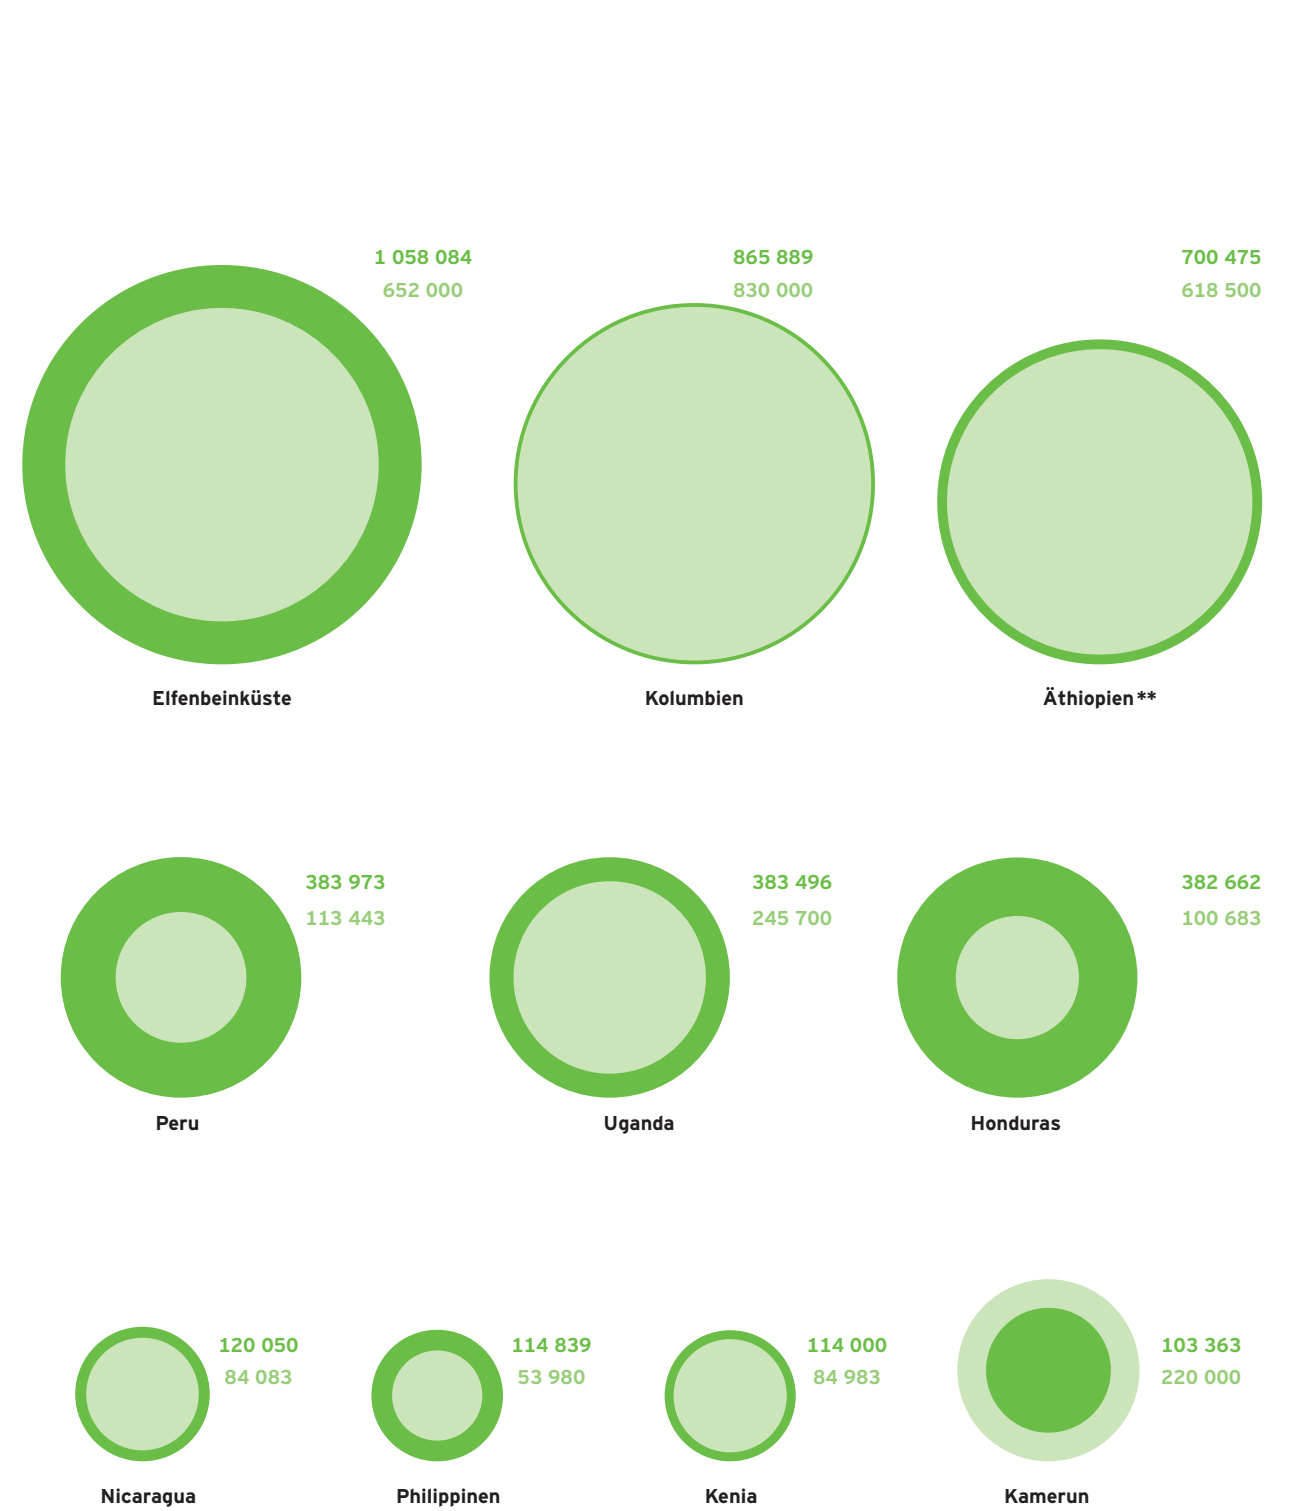 1 058 084
652 000
865 889
830 000
700 475
618 500
Elfenbeinküste
Kolumbien
Äthiopien**
383 973
113 443
383 496
245 700
382 662
100 683
Peru
Uganda
Honduras
120 050
84 083
114 839
53 980
114 000
84 983
103 363
220 000
Nicaragua
Philippinen
Kenia
Kamerun